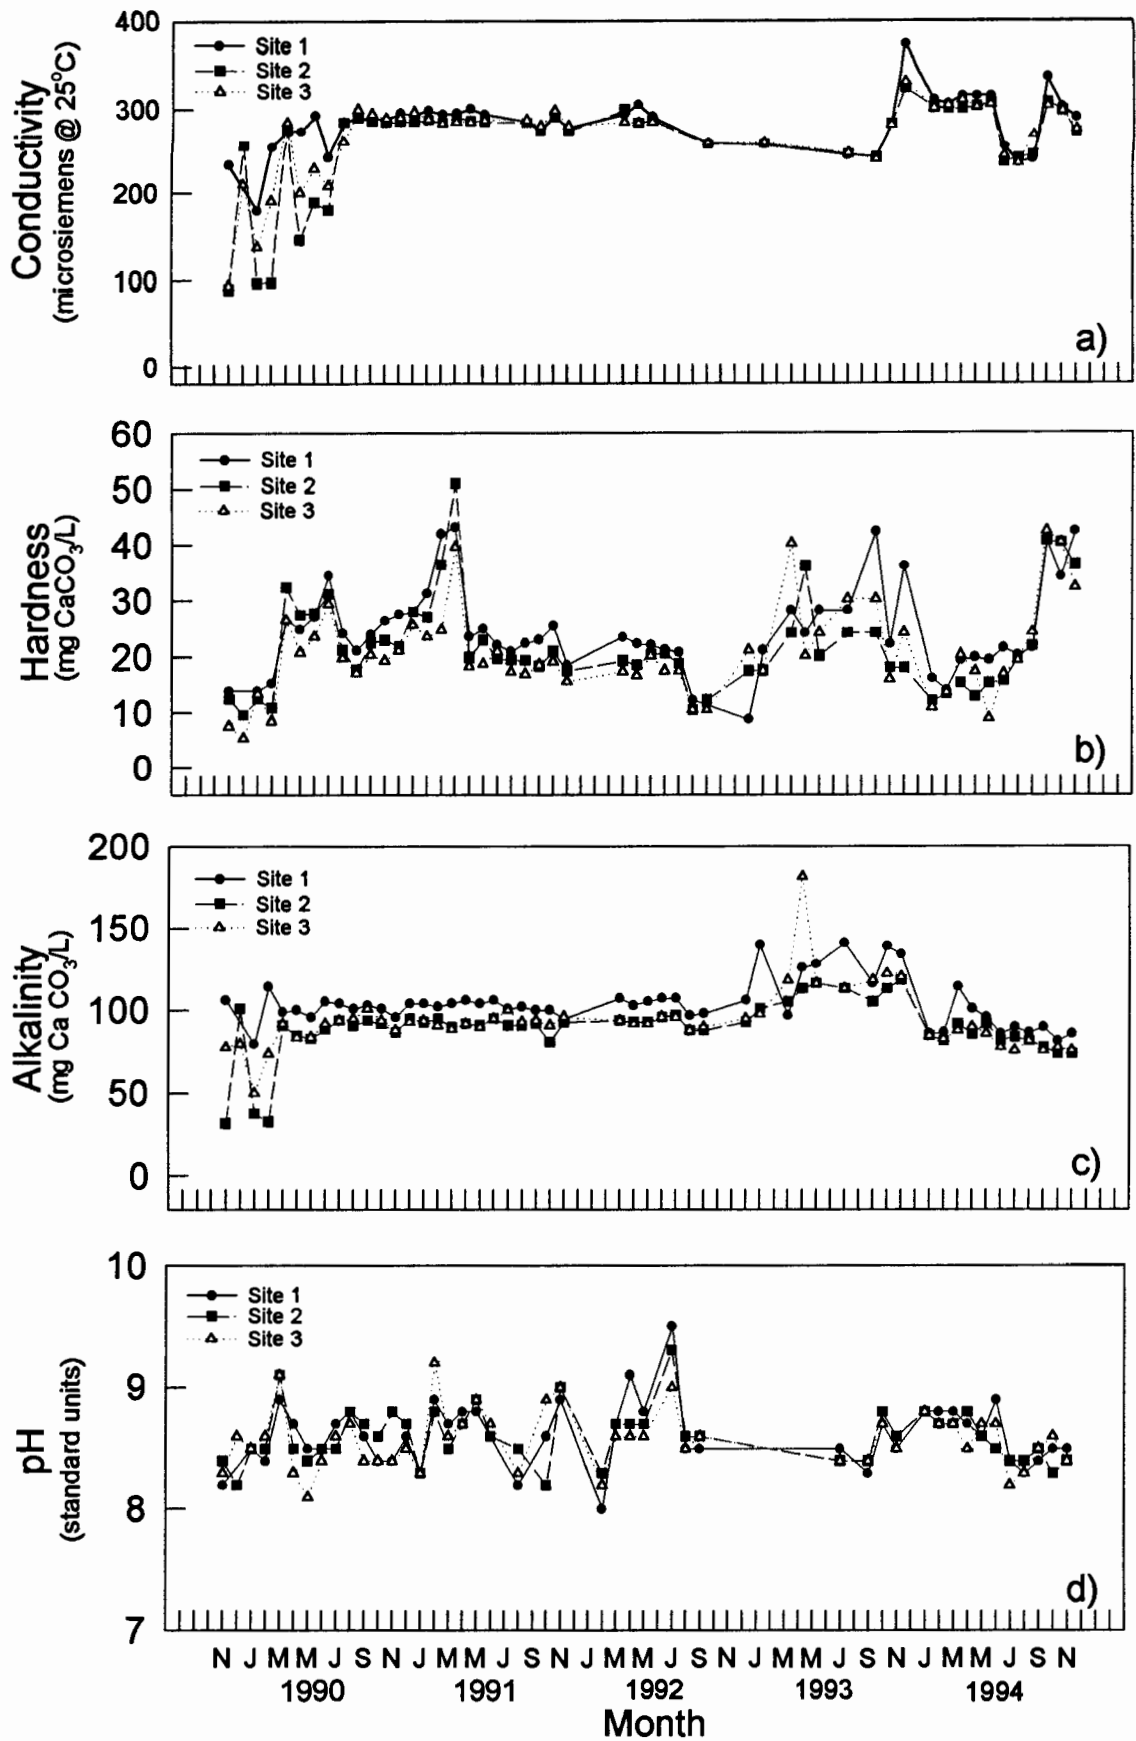 400
300
200
100
0
Conductivity
(microsiemens @ 25°C)
Site 1
Site 2
Site 3
a)
60
50
40
30
20
10
0
Hardness
(mg CaCO3/L)
Site 1
Site 2
Site 3
b)
200
150
100
50
0
Alkalinity
(mg Ca CO3/L)
Site 1
Site 2
Site 3
c)
10
9
8
7
pH
(standard units)
Site 1
Site 2
Site 3
d)
N J M M J S N J M M J S N J M M J S N J M M J S N J M M J S N
1990 1991 1992 1993 1994
Month